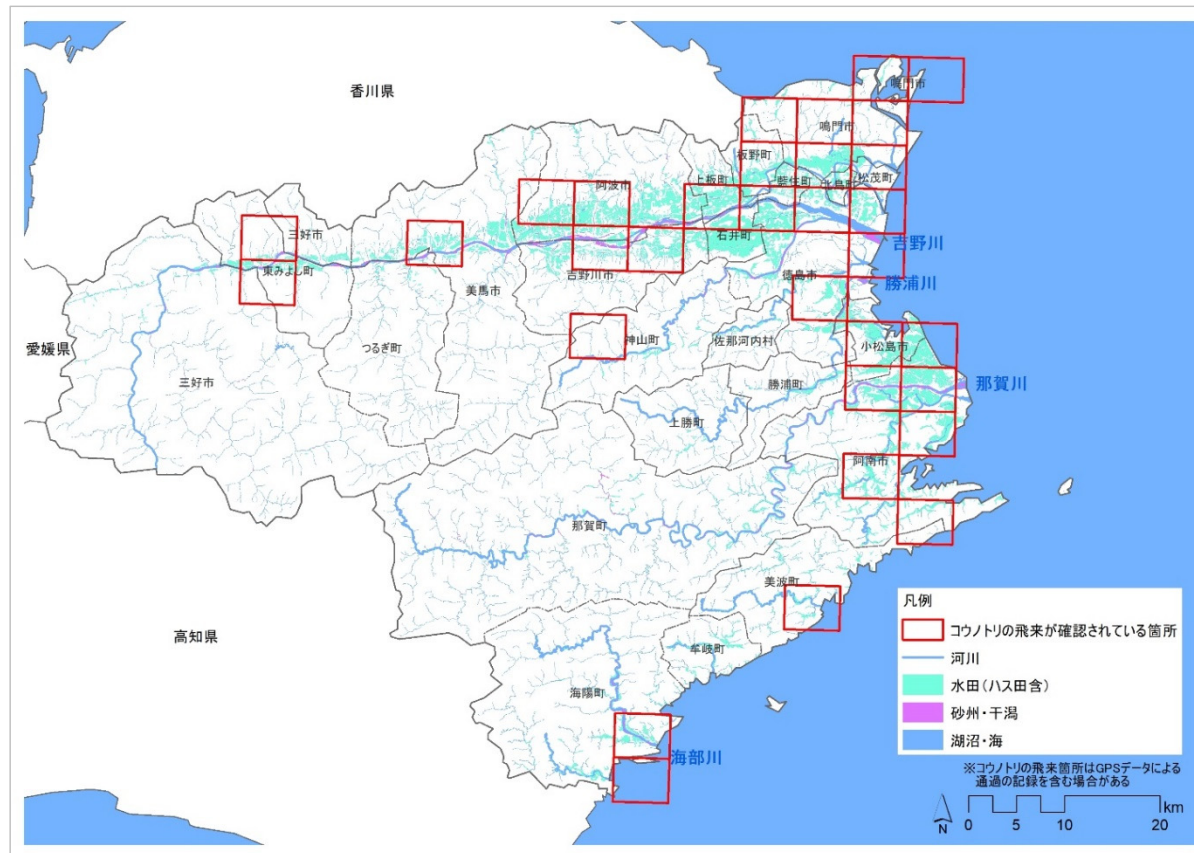 香川県
鳴門市
鳴門市
板野町
松茂町
阿波市
上板町
藍住町
北島町
三好市
石井町
吉野川
東みよし町
吉野川市
徳島市
勝浦川
美馬市
愛媛県
つるぎ町
神山町
佐那河内村
小松島市
三好市
勝浦町
那賀川
上勝町
阿南市
那賀町
美波町
高知県
牟岐町
海陽町
海部川
凡例
コウノトリの飛来が確認されている箇所
河川
水田(ハス田含)
砂州・干潟
湖沼・海
※コウノトリの飛来箇所はGPSデータによる
通過の記録を含む場合がある
N
km
0 5 10 20